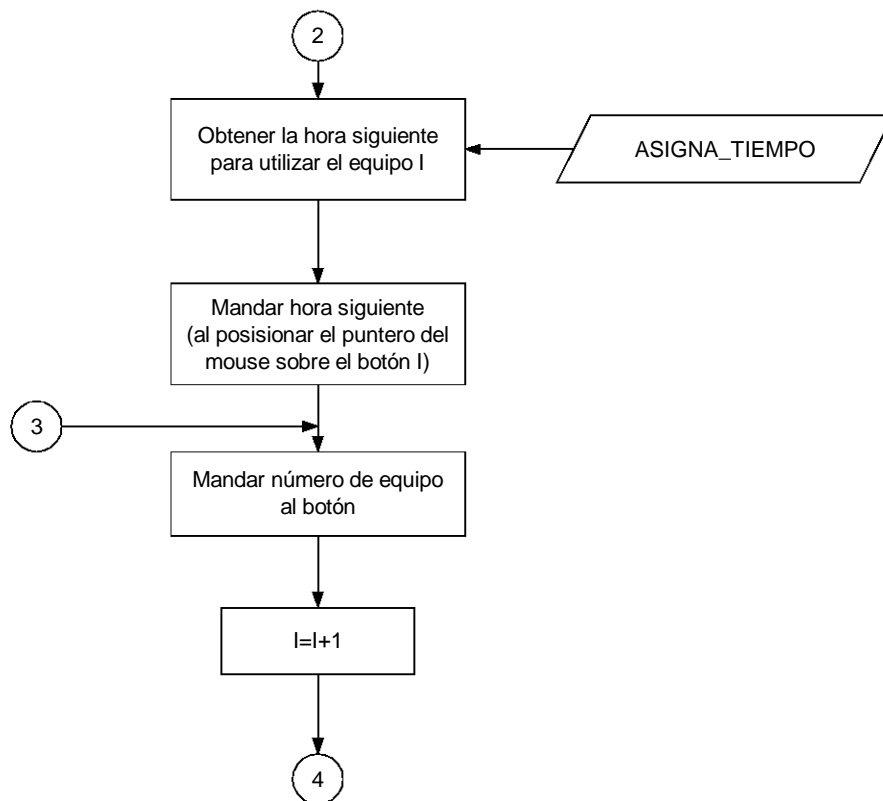 2
Obtener la hora siguiente
para utilizar el equipo I
ASIGNA_TIEMPO
Mandar hora siguiente
(al posisionar el puntero del
mouse sobre el botón I)
3
Mandar número de equipo
al botón
I=I+1
4